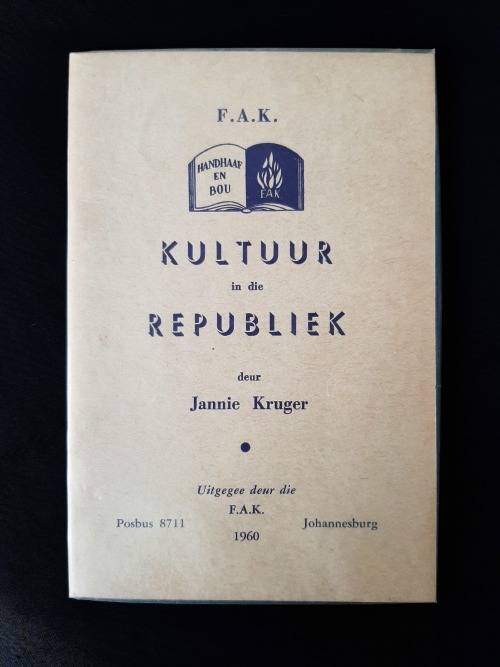 F.A.K.
HANDHAAF
EN
BOU
FAK
KULTUUR
in die
REPUBLIEK
deur
Jannie Kruger
Uitgegee deur die
F.A.K.
Posbus 8711 Johannesburg
1960